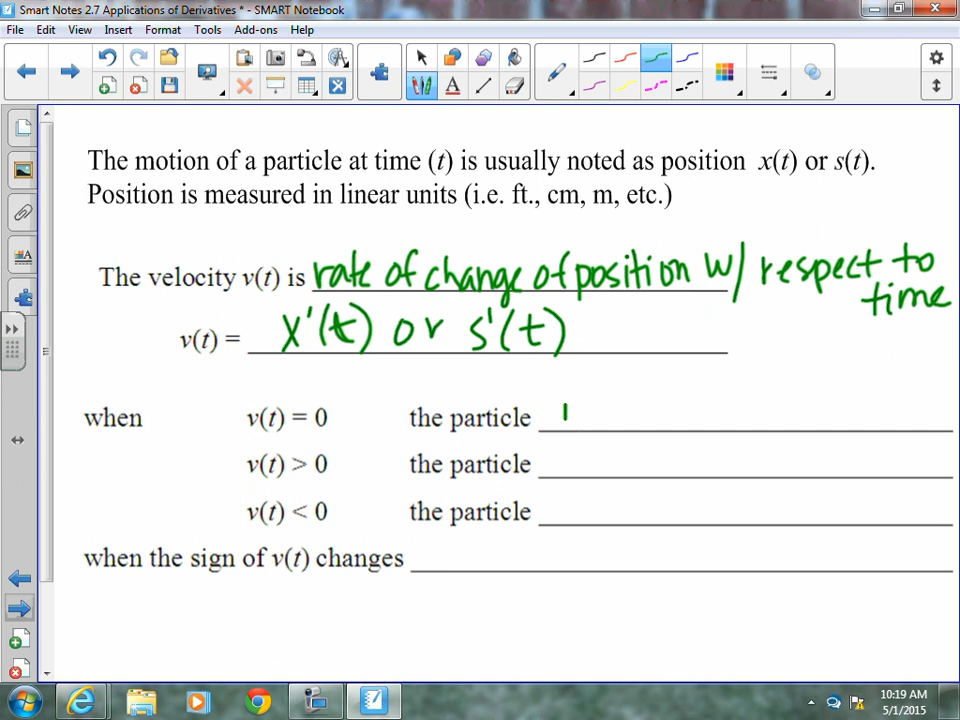 Smart Notes 2.7 Applications of Derivatives * - SMART Notebook
File Edit View Insert Format Tools Add-ons Help
The motion of a particle at time (t) is usually noted as position x(t) or s(t).
Position is measured in linear units (i.e. ft., cm, m, etc.)
The velocity v(t) is rate of change of position w/ respect to
time
v(t) = x'(t) or s'(t)
when v(t) = 0 the particle
v(t) > 0 the particle
v(t) < 0 the particle
when the sign of v(t) changes
10:19 AM
5/1/2015